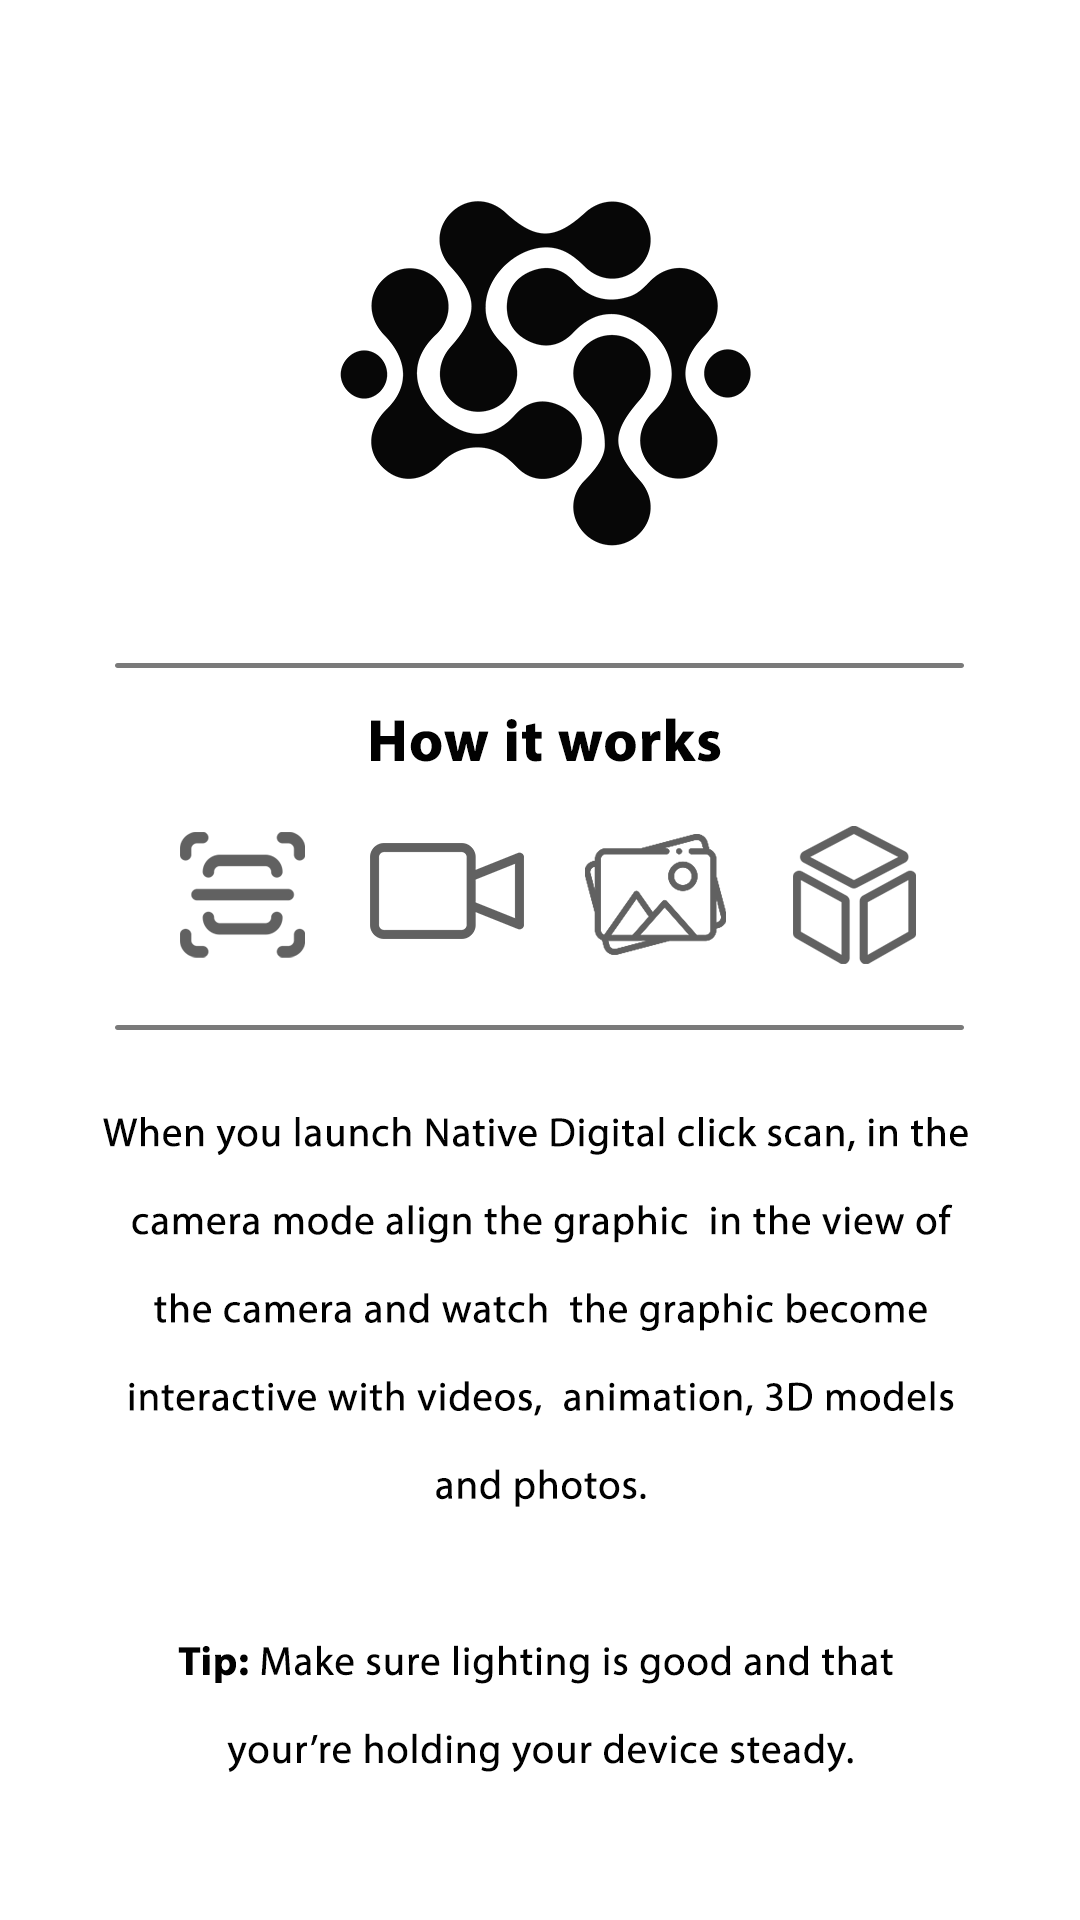 How it works
When you launch Native Digital click scan, in the
camera mode align the graphic  in the view of
the camera and watch  the graphic become
interactive with videos,  animation, 3D models
and photos.
Tip: Make sure lighting is good and that
your’re holding your device steady.